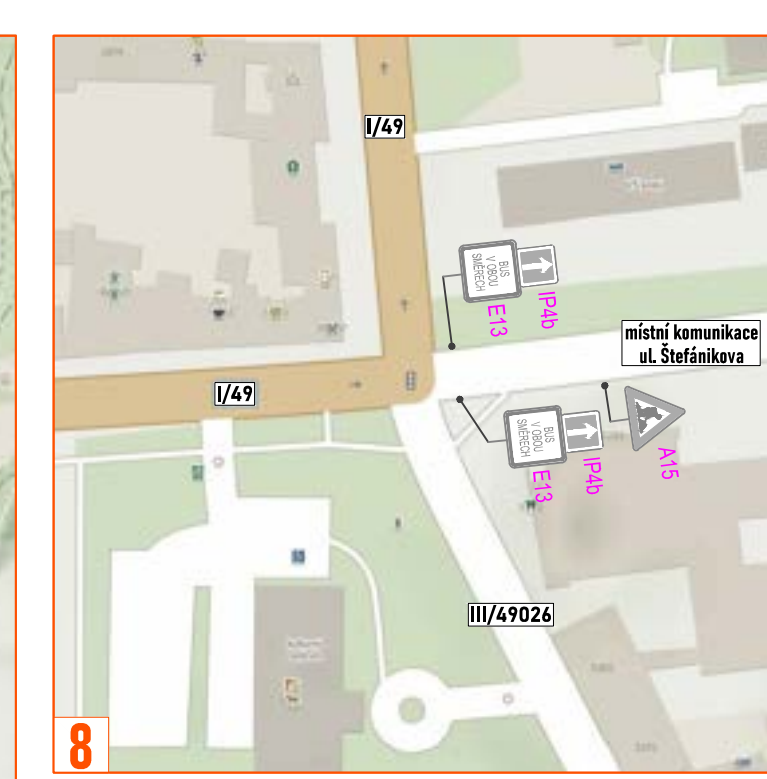 I/49
BUS
V OBOU
SMĚRECH
E13
IP4b
místní komunikace
ul. Štefánikova
I/49
BUS
V OBOU
SMĚRECH
E13
IP4b
A15
III/49026
8